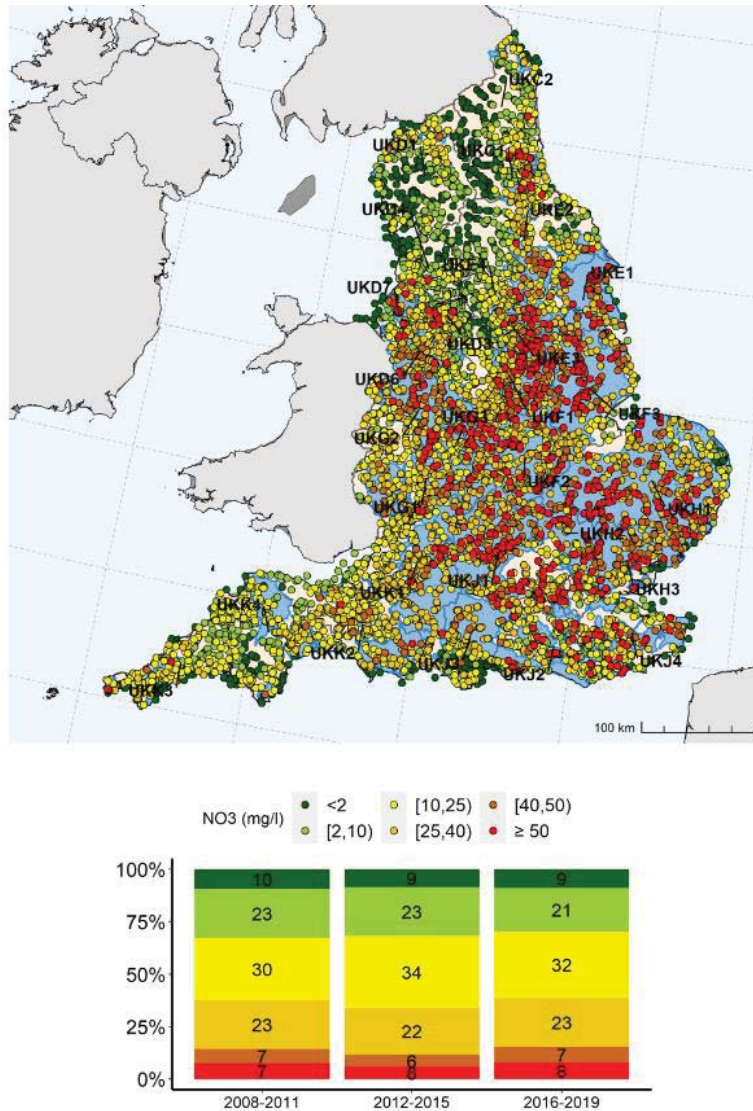 UKC2
UKD1
UKC1
UKD4
UKE2
UKE4
UKE1
UKD7
UKD3
UKE3
UKD6
UKF3
UKF1
UKG2
UKF2
UKG1
UKH1
UKH2
UKJ1
UKK1
UKH3
UKK4
UKK2
UKJ3
UKJ2
UKJ4
UKK3
100 km
NO3 (mg/l) <2 [10,25) [40,50)
[2,10) [25,40) ≥ 50
100%
75%
50%
25%
0%
10 9 9
23 23 21
30 34 32
23 22 23
7 6 7
7 6 8
2008-2011 2012-2015 2016-2019